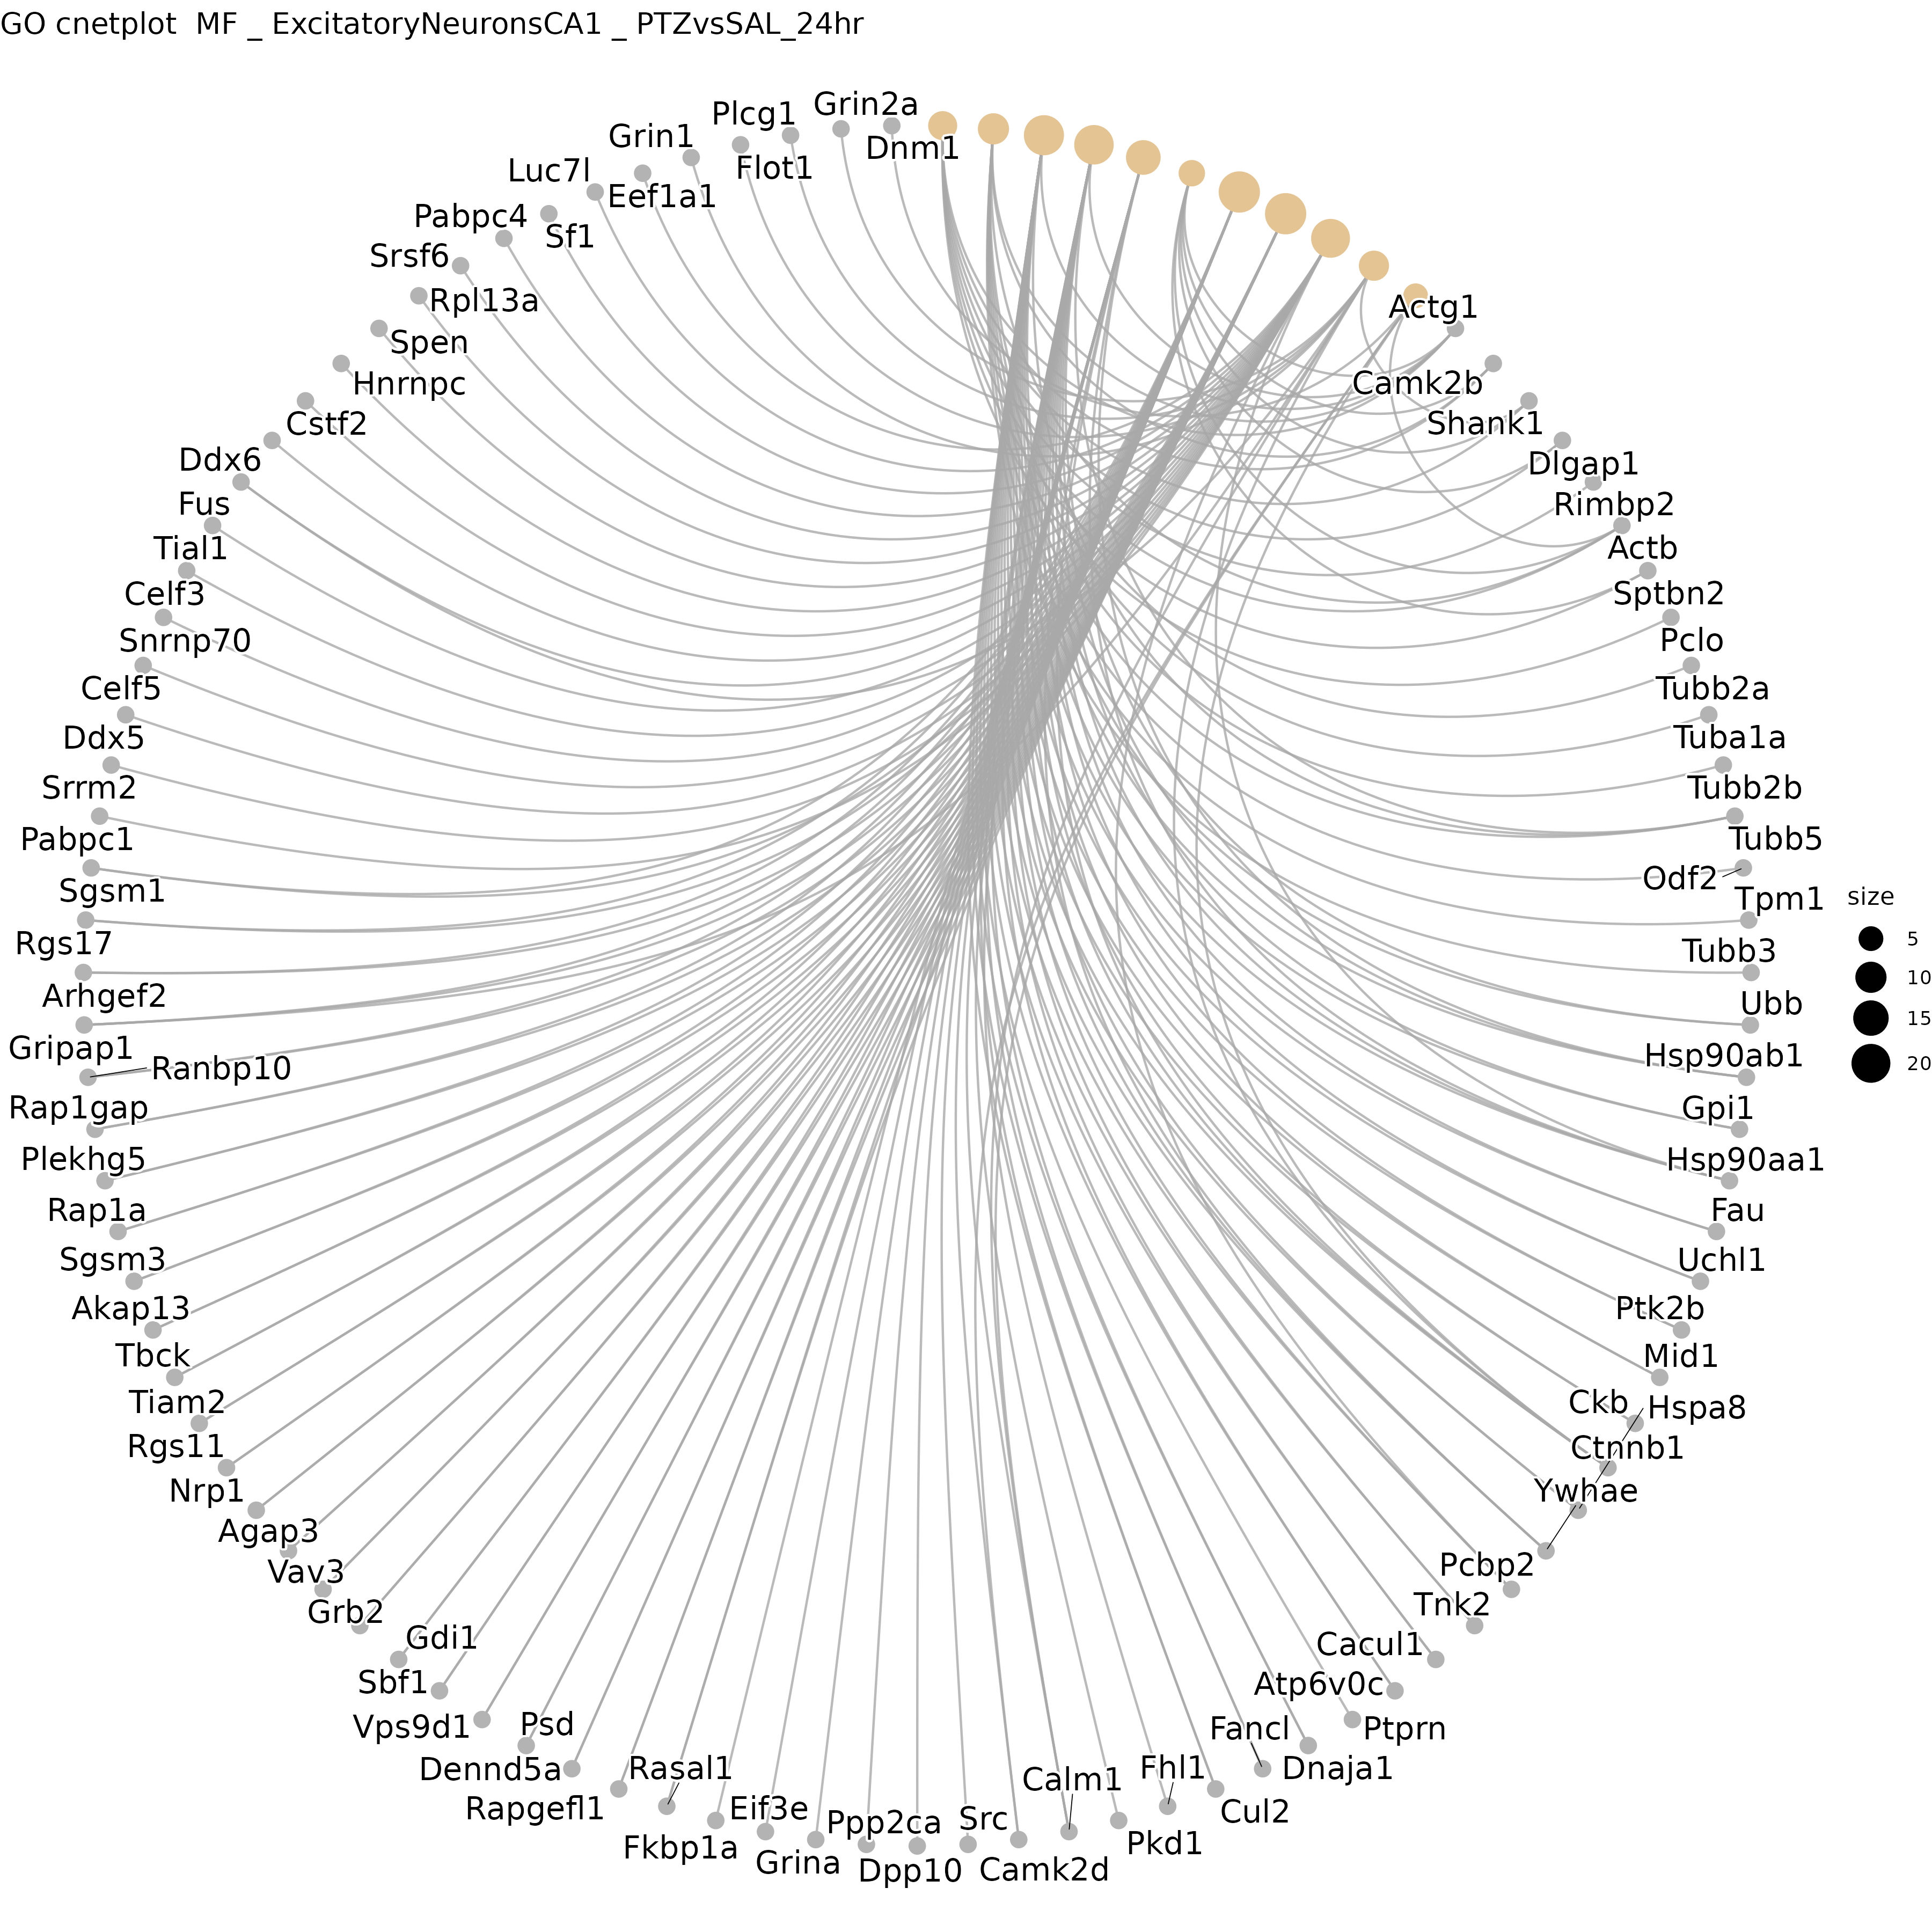 GO cnetplot  MF _ ExcitatoryNeuronsCA1 _ PTZvsSAL_24hr
Grin2a
Plcg1
Dnm1
Grin1
Flot1
Luc7l
Eef1a1
Pabpc4
Sf1
Srsf6
Rpl13a
Spen
Hnrnpc
Cstf2
Ddx6
Fus
Tial1
Celf3
Snrnp70
Celf5
Ddx5
Srrm2
Pabpc1
Sgsm1
Rgs17
Arhgef2
Gripap1
Ranbp10
Rap1gap
Plekhg5
Rap1a
Sgsm3
Akap13
Tbck
Tiam2
Rgs11
Nrp1
Agap3
Vav3
Grb2
Gdi1
Sbf1
Vps9d1
Psd
Dennd5a
Rapgefl1
Rasal1
Fkbp1a
Eif3e
Grina
Ppp2ca
Dpp10
Src
Camk2d
Calm1
Pkd1
Fhl1
Cul2
Fancl
Dnaja1
Ptprn
Atp6v0c
Cacul1
Tnk2
Pcbp2
Ywhae
Ctnnb1
Hspa8
Ckb
Mid1
Ptk2b
Uchl1
Fau
Hsp90aa1
Gpi1
Hsp90ab1
Ubb
Tubb3
Tpm1
Odf2
Tubb5
Tubb2b
Tuba1a
Tubb2a
Pclo
Sptbn2
Actb
Rimbp2
Dlgap1
Shank1
Camk2b
Actg1
size
5
10
15
20